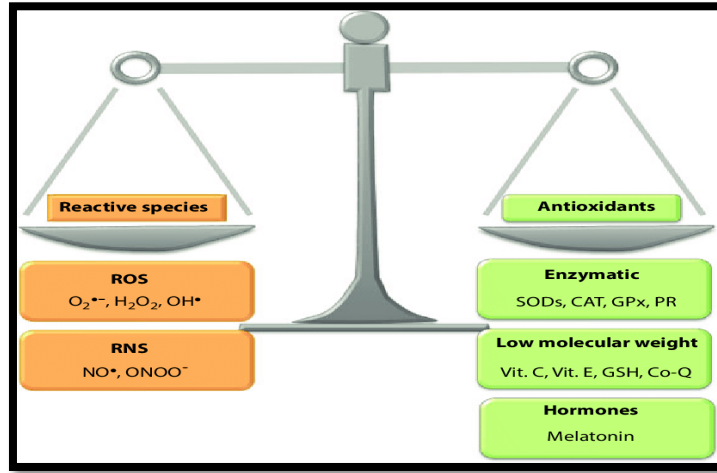 Reactive species
ROS
O₂•⁻, H₂O₂, OH•
RNS
NO•, ONOO⁻
Antioxidants
Enzymatic
SODs, CAT, GPx, PR
Low molecular weight
Vit. C, Vit. E, GSH, Co-Q
Hormones
Melatonin